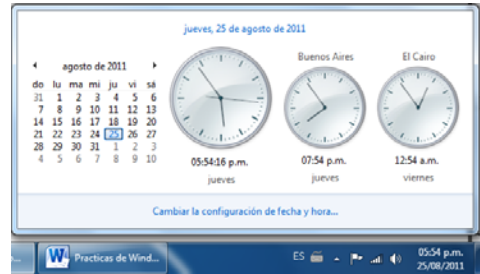 jueves, 25 de agosto de 2011
agosto de 2011
do lu ma mi ju vi sá
31 1 2 3 4 5 6
7 8 9 10 11 12 13
14 15 16 17 18 19 20
21 22 23 24 25 26 27
28 29 30 31 1 2 3
4 5 6 7 8 9 10
05:54:16 p.m.
jueves
Buenos Aires
07:54 p.m.
jueves
El Cairo
12:54 a.m.
viernes
Cambiar la configuración de fecha y hora...
Practicas de Wind...
ES
05:54 p.m.
25/08/2011